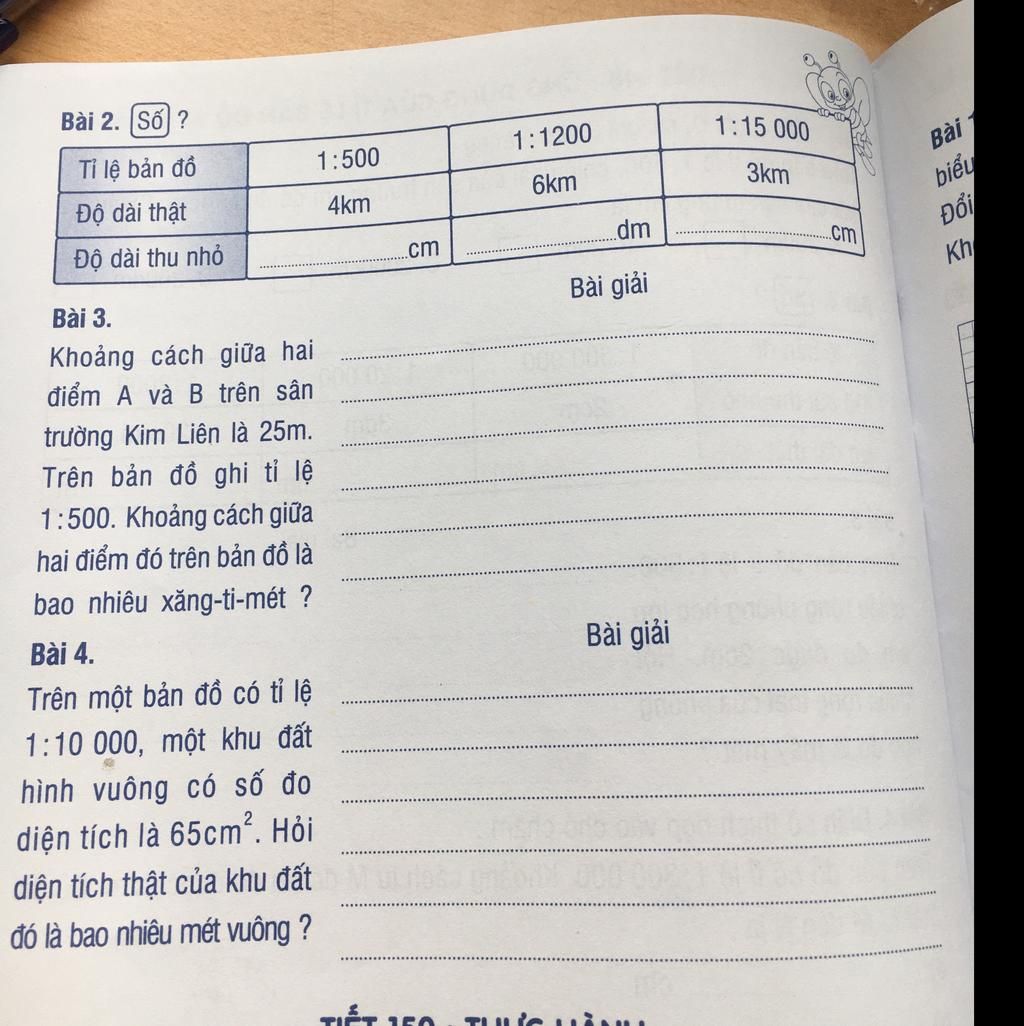 Bài 2. Số ?
Tỉ lệ bản đồ 1:500 1:1200 1:15 000
Độ dài thật 4km 6km 3km
Độ dài thu nhỏ ....................cm ....................dm ....................cm
Bài 3.
Bài giải
Khoảng cách giữa hai
điểm A và B trên sân
trường Kim Liên là 25m.
Trên bản đồ ghi tỉ lệ
1:500. Khoảng cách giữa
hai điểm đó trên bản đồ là
bao nhiêu xăng-ti-mét ?
Bài 4.
Bài giải
Trên một bản đồ có tỉ lệ
1:10 000, một khu đất
hình vuông có số đo
diện tích là 65cm². Hỏi
diện tích thật của khu đất
đó là bao nhiêu mét vuông ?
TIẾT 150 - THỰC HÀNH
Bài 1
biểu
Đổi